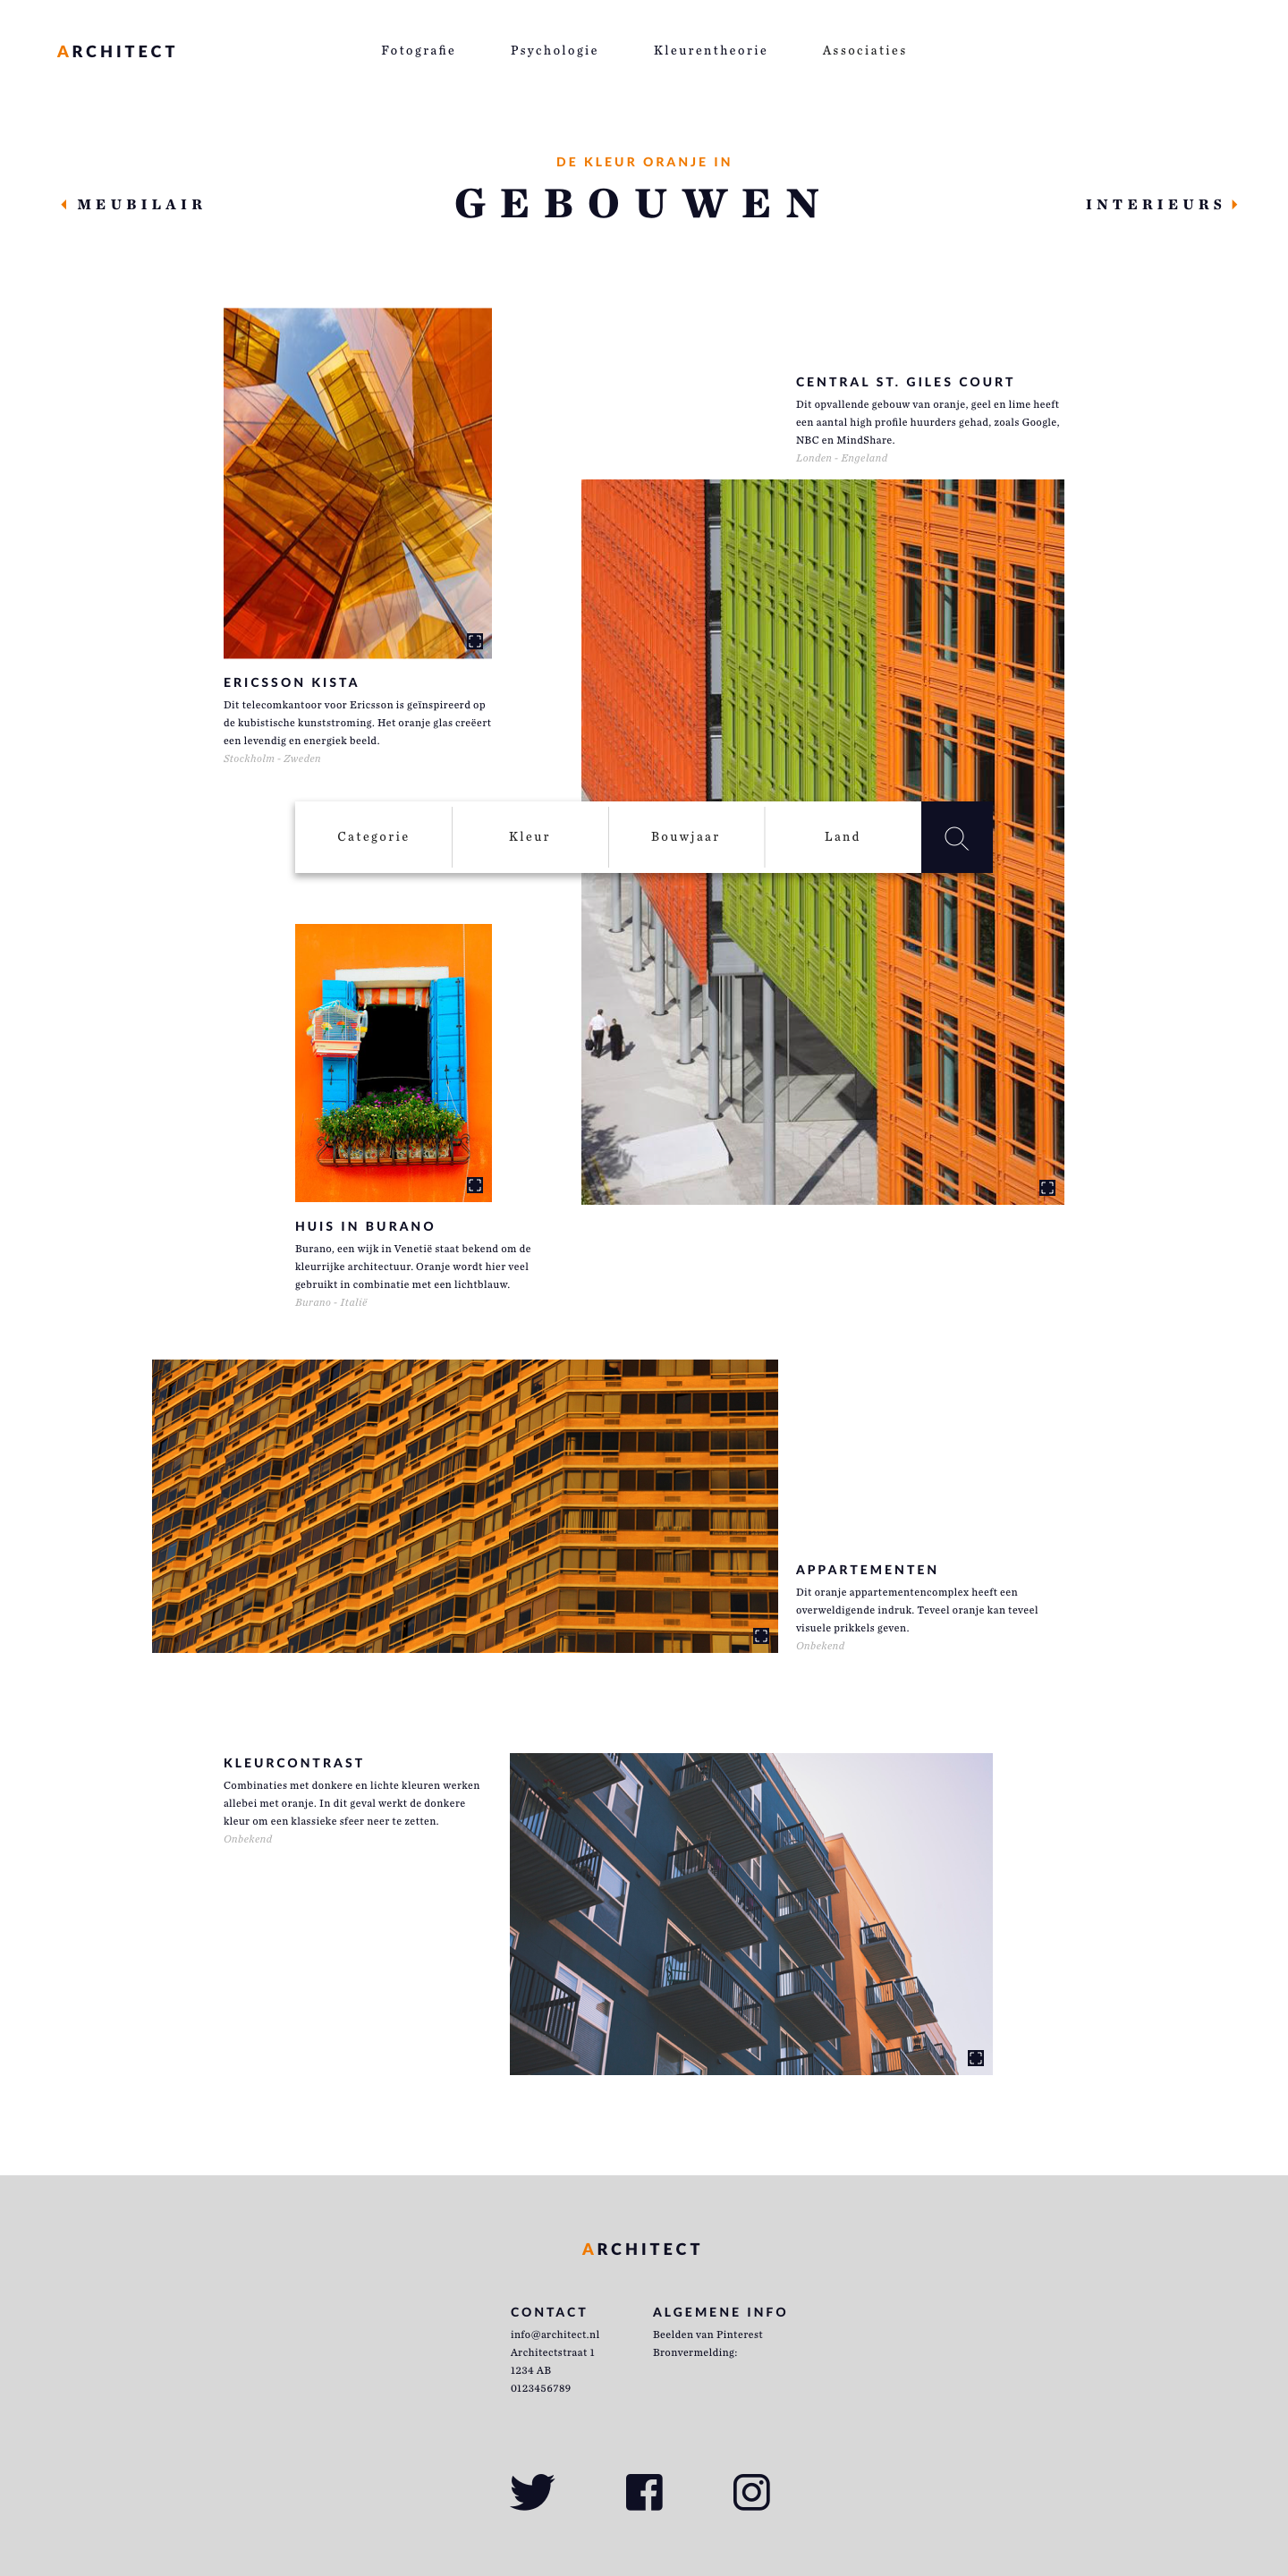 ARCHITECT
Fotografie
Psychologie
Kleurentheorie
Associaties
DE KLEUR ORANJE IN
MEUBILAIR
GEBOUWEN
INTERIEURS
CENTRAL ST. GILES COURT
Dit opvallende gebouw van oranje, geel en lime heeft
een aantal high profile huurders gehad, zoals Google,
NBC en MindShare.
Londen - Engeland
ERICSSON KISTA
Dit telecomkantoor voor Ericsson is geïnspireerd op
de kubistische kunststroming. Het oranje glas creëert
een levendig en energiek beeld.
Stockholm - Zweden
Categorie
Kleur
Bouwjaar
Land
HUIS IN BURANO
Burano, een wijk in Venetië staat bekend om de
kleurrijke architectuur. Oranje wordt hier veel
gebruikt in combinatie met een lichtblauw.
Burano - Italië
APPARTEMENTEN
Dit oranje appartementencomplex heeft een
overweldigende indruk. Teveel oranje kan teveel
visuele prikkels geven.
Onbekend
KLEURCONTRAST
Combinaties met donkere en lichte kleuren werken
allebei met oranje. In dit geval werkt de donkere
kleur om een klassieke sfeer neer te zetten.
Onbekend
ARCHITECT
CONTACT
info@architect.nl
Architectstraat 1
1234 AB
0123456789
ALGEMENE INFO
Beelden van Pinterest
Bronvermelding: